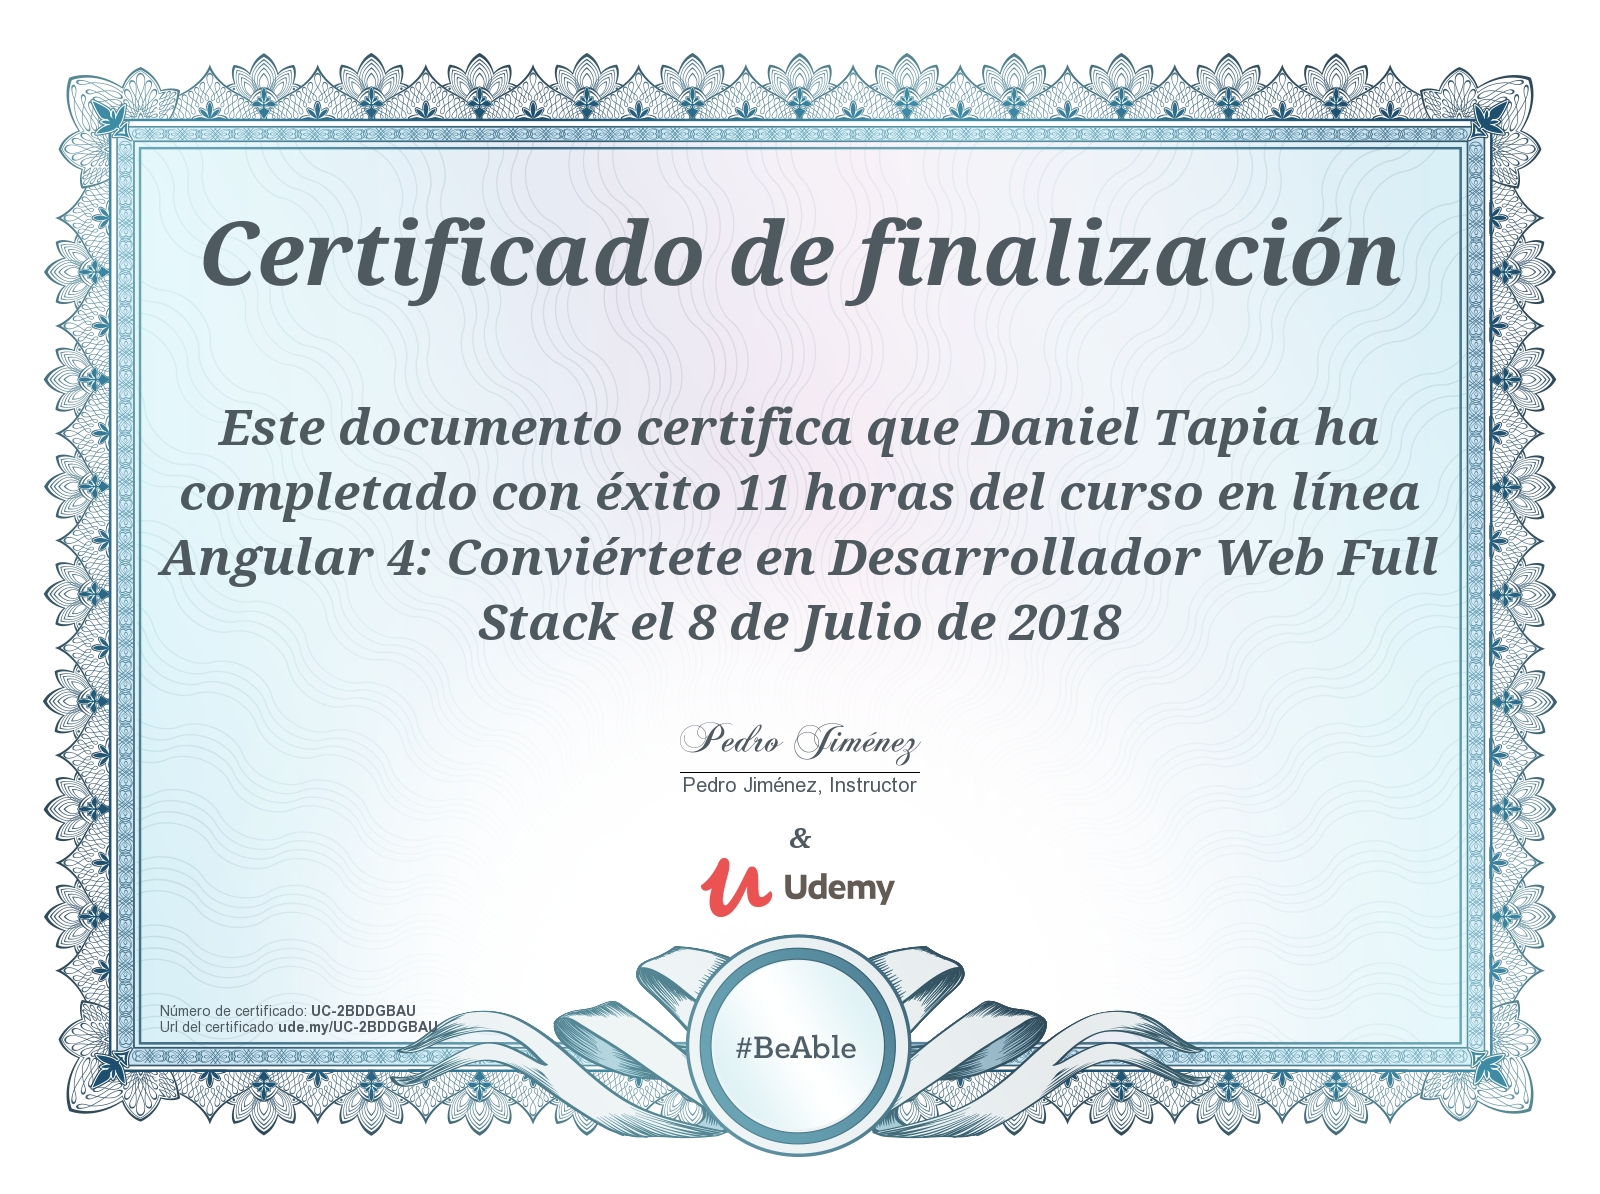 Certificado de finalización
Este documento certifica que Daniel Tapia ha
completado con éxito 11 horas del curso en línea
Angular 4: Conviértete en Desarrollador Web Full
Stack el 8 de Julio de 2018
Pedro Jiménez
Pedro Jiménez, Instructor
&
Udemy
#BeAble
Número de certificado: UC-2BDDGBAU
Url del certificado ude.my/UC-2BDDGBAU